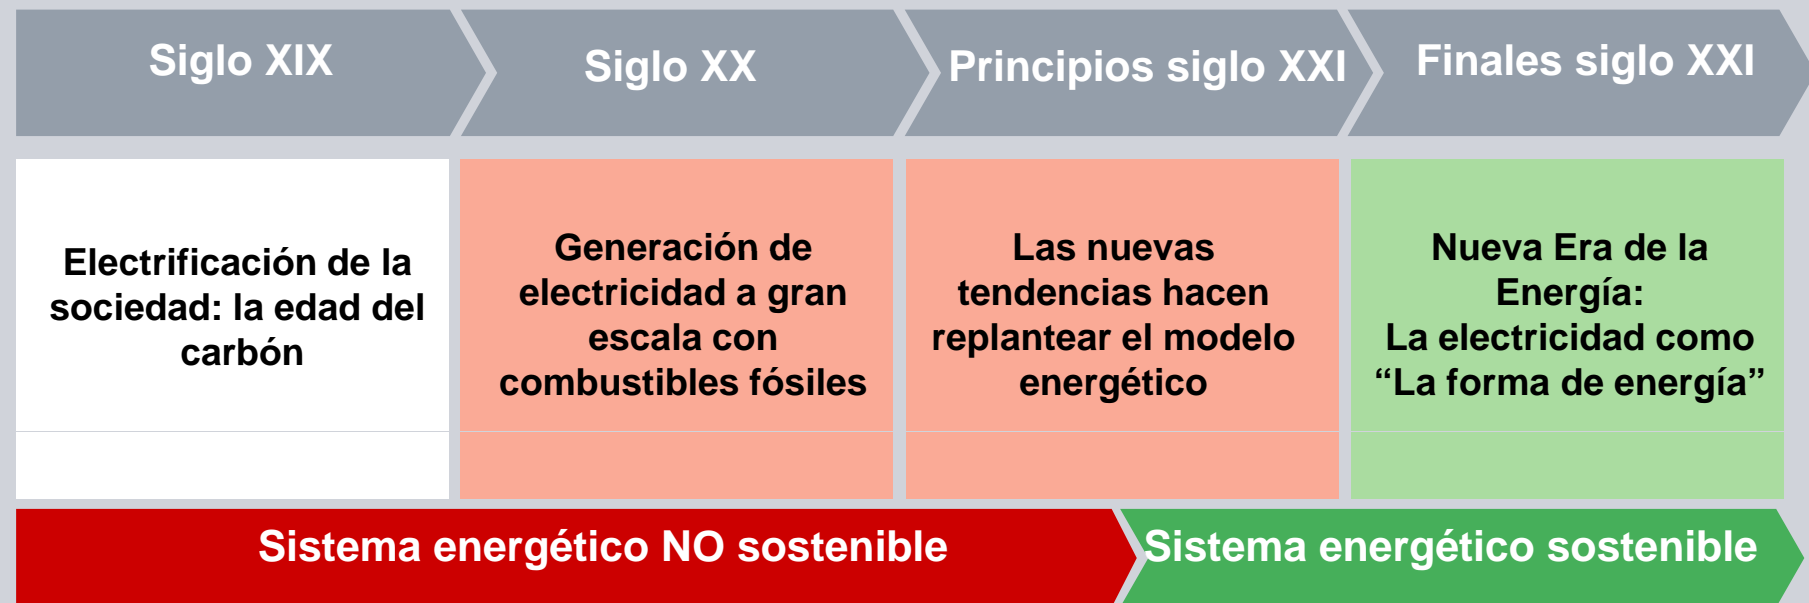 Siglo XIX
Siglo XX
Principios siglo XXI
Finales siglo XXI
Electrificación de la
sociedad: la edad del
carbón
Generación de
electricidad a gran
escala con
combustibles fósiles
Las nuevas
tendencias hacen
replantear el modelo
energético
Nueva Era de la
Energía:
La electricidad como
“La forma de energía”
Sistema energético NO sostenible
Sistema energético sostenible